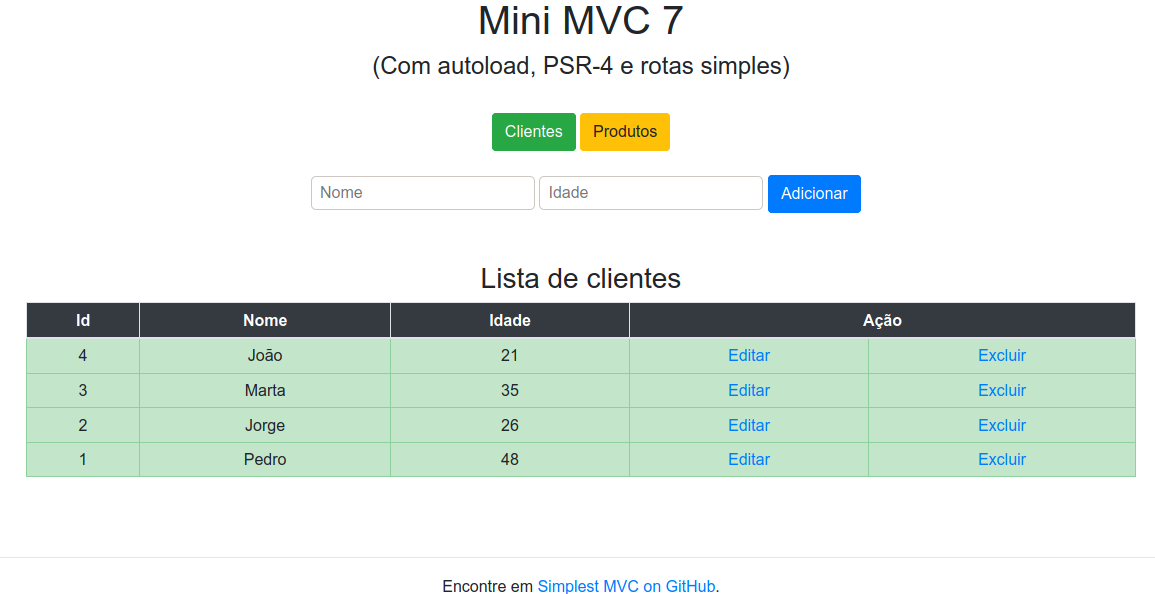 Mini MVC 7
(Com autoload, PSR-4 e rotas simples)
Clientes Produtos
Nome Idade Adicionar
Lista de clientes
Id Nome Idade Ação
4 João 21 Editar Excluir
3 Marta 35 Editar Excluir
2 Jorge 26 Editar Excluir
1 Pedro 48 Editar Excluir
Encontre em Simplest MVC on GitHub.